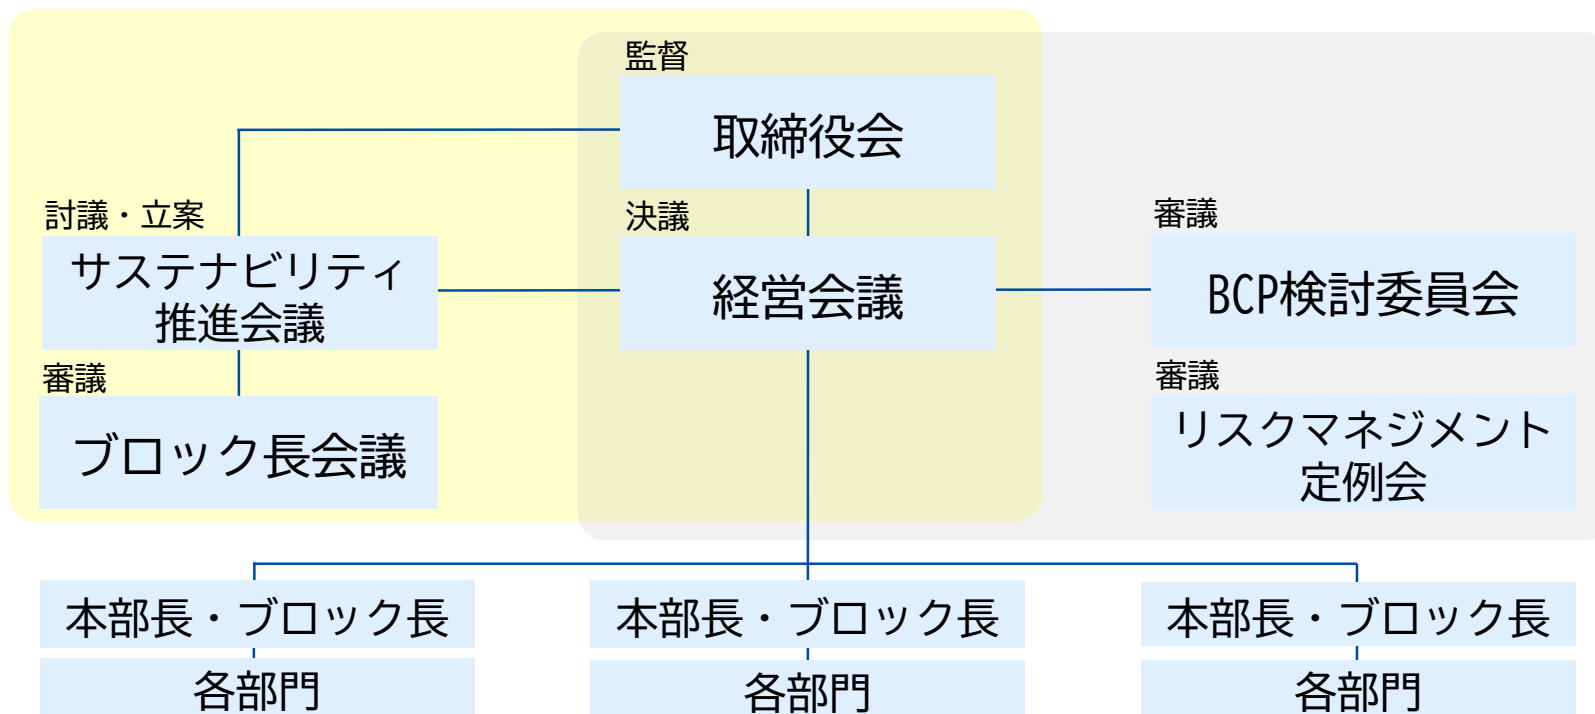 監督
取締役会
討議・立案
サステナビリティ
推進会議
決議
経営会議
審議
BCP検討委員会
審議
ブロック長会議
審議
リスクマネジメント
定例会
本部長・ブロック長
各部門
本部長・ブロック長
各部門
本部長・ブロック長
各部門